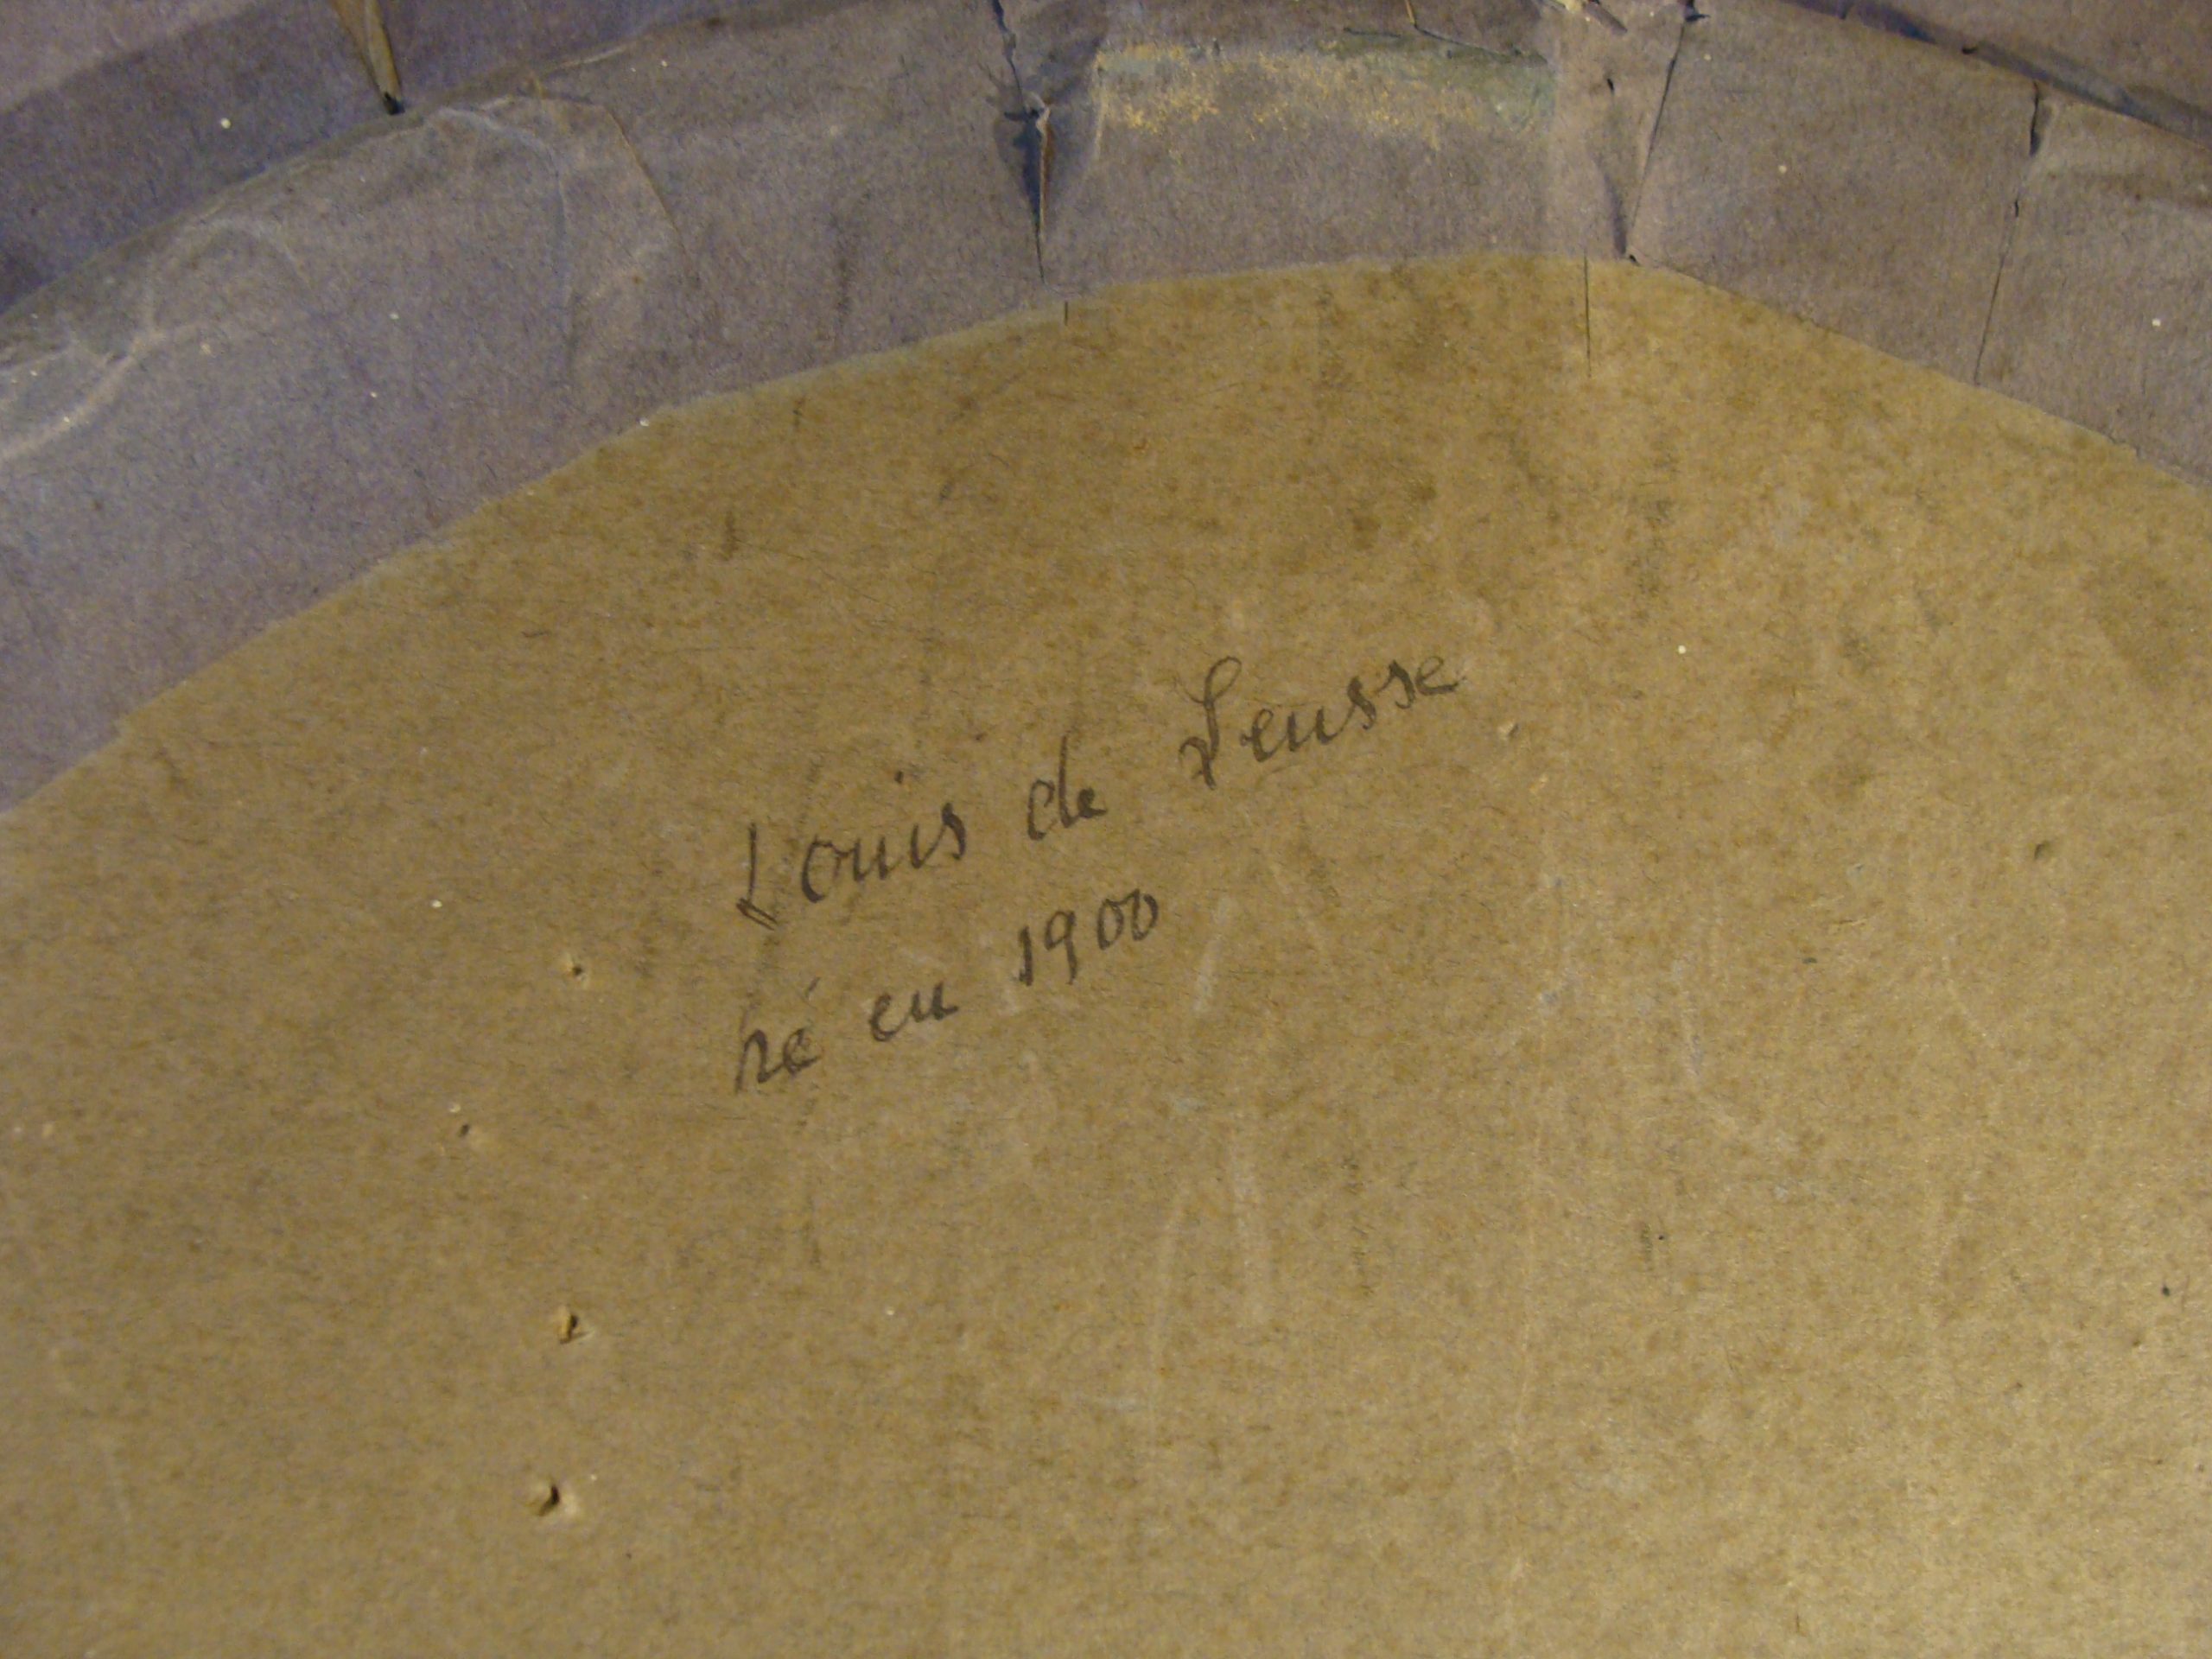 Louis de Leusse
né en 1900